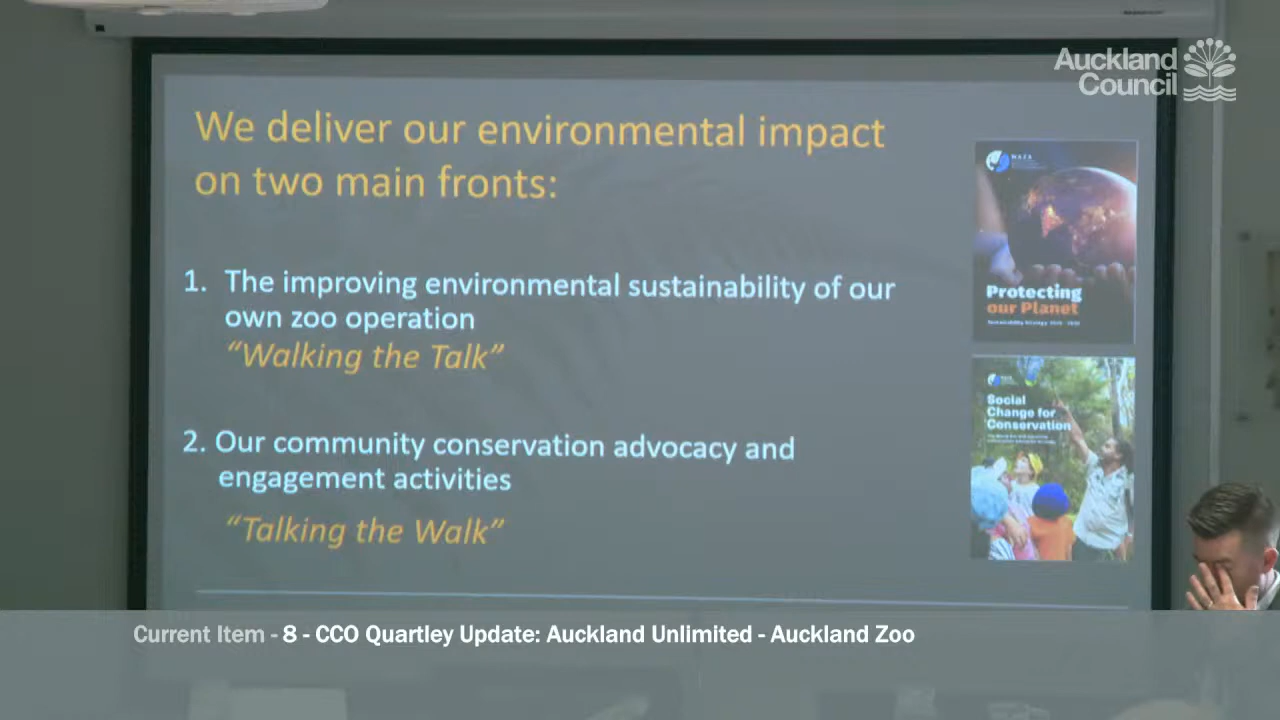 Auckland
Council
We deliver our environmental impact
on two main fronts:
1. The improving environmental sustainability of our
own zoo operation
“Walking the Talk”
2. Our community conservation advocacy and
engagement activities
“Talking the Walk”
WAZA
Protecting
our Planet
Social
Change for
Conservation
Current Item - 8 - CCO Quartley Update: Auckland Unlimited - Auckland Zoo